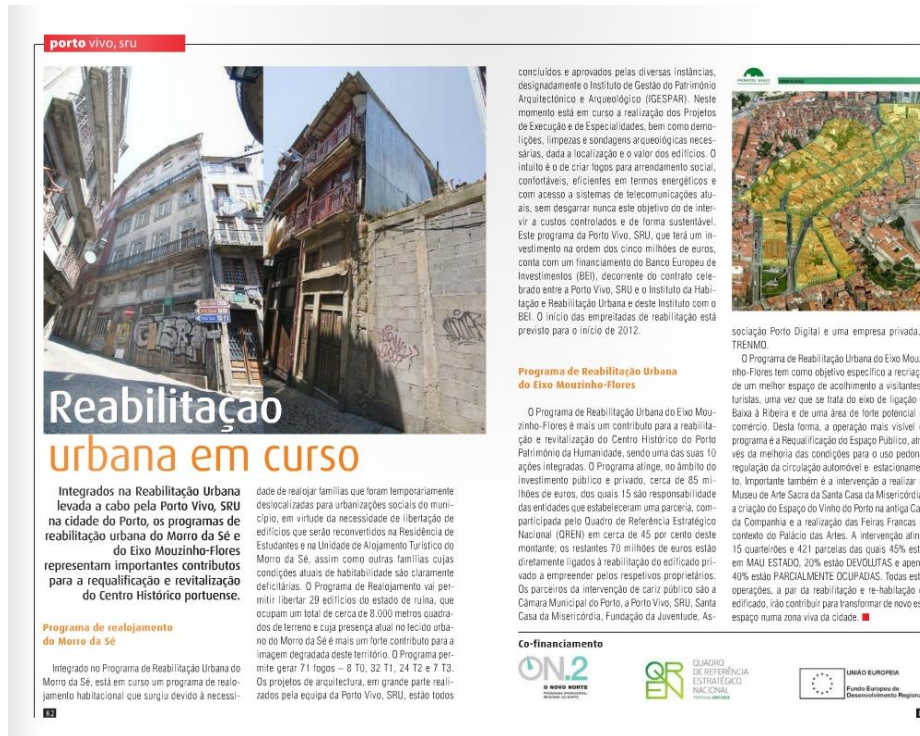 porto vivo, sru
Reabilitação
urbana em curso
Integrados na Reabilitação Urbana
levada a cabo pela Porto Vivo, SRU
na cidade do Porto, os programas de
reabilitação urbana do Morro da Sé e
do Eixo Mouzinho-Flores
representam importantes contributos
para a requalificação e revitalização
do Centro Histórico portuense.
Programa de realojamento
do Morro da Sé
Integrado no Programa de Reabilitação Urbana do
Morro da Sé, está em curso um programa de realo-
jamento habitacional que surgiu devido à necessi-
82
dade de realojar famílias que foram temporariamente
deslocalizadas para urbanizações sociais do muni-
cípio, em virtude da necessidade de libertação de
edifícios que serão reconvertidos na Residência de
Estudantes e na Unidade de Alojamento Turístico do
Morro da Sé, assim como outras famílias cujas
condições atuais de habitabilidade são claramente
deficitárias. O Programa de Realojamento vai per-
mitir libertar 29 edifícios do estado de ruína, que
ocupam um total de cerca de 8.000 metros quadra-
dos de terreno e cuja presença atual no tecido urba-
no do Morro da Sé é mais um forte contributo para a
imagem degradada deste território. O Programa per-
mite gerar 71 fogos – 8 T0, 32 T1, 24 T2 e 7 T3.
Os projetos de arquitectura, em grande parte reali-
zados pela equipa da Porto Vivo, SRU, estão todos
concluídos e aprovados pelas diversas instâncias,
designadamente o Instituto de Gestão do Património
Arquitectónico e Arqueológico (IGESPAR). Neste
momento está em curso a realização dos Projetos
de Execução e de Especialidades, bem como demo-
lições, limpezas e sondagens arqueológicas neces-
sárias, dada a localização e o valor dos edifícios. O
intuito é o de criar fogos para arrendamento social,
confortáveis, eficientes em termos energéticos e
com acesso a sistemas de telecomunicações atu-
ais, sem desgarrar nunca este objetivo do de inter-
vir a custos controlados e de forma sustentável.
Este programa da Porto Vivo, SRU, que terá um in-
vestimento na ordem dos cinco milhões de euros,
conta com um financiamento do Banco Europeu de
Investimentos (BEI), decorrente do contrato cele-
brado entre a Porto Vivo, SRU e o Instituto da Habi-
tação e Reabilitação Urbana e deste Instituto com o
BEI. O início das empreitadas de reabilitação está
previsto para o início de 2012.
Programa de Reabilitação Urbana
do Eixo Mouzinho-Flores
O Programa de Reabilitação Urbana do Eixo Mou-
zinho-Flores é mais um contributo para a reabilita-
ção e revitalização do Centro Histórico do Porto
Património da Humanidade, sendo uma das suas 10
ações integradas. O Programa atinge, no âmbito do
investimento público e privado, cerca de 85 mi-
lhões de euros, dos quais 15 são responsabilidade
das entidades que estabeleceram uma parceria, com-
participada pelo Quadro de Referência Estratégico
Nacional (QREN) em cerca de 45 por cento deste
montante; os restantes 70 milhões de euros estão
diretamente ligados à reabilitação do edificado pri-
vado a empreender pelos respetivos proprietários.
Os parceiros da intervenção de cariz público são a
Câmara Municipal do Porto, a Porto Vivo, SRU, Santa
Casa da Misericórdia, Fundação da Juventude, As-
PORTO VIVO
sociação Porto Digital e uma empresa privada,
TRENMO.
O Programa de Reabilitação Urbana do Eixo Mouz
nho-Flores tem como objetivo específico a recriaç
de um melhor espaço de acolhimento a visitantes
turistas, uma vez que se trata do eixo de ligação
Baixa à Ribeira e de uma área de forte potencial
comércio. Desta forma, a operação mais visível
programa é a Requalificação do Espaço Público, atr
vés da melhoria das condições para o uso pedona
regulação da circulação automóvel e estacioname
to. Importante também é a intervenção a realizar
Museu de Arte Sacra da Santa Casa da Misericórdia
a criação do Espaço do Vinho do Porto na antiga Ca
da Companhia e a realização das Feiras Francas
contexto do Palácio das Artes. A intervenção atin
15 quarteirões e 421 parcelas das quais 45% est
em MAU ESTADO, 20% estão DEVOLUTAS e apen
40% estão PARCIALMENTE OCUPADAS. Todas est
operações, a par da reabilitação e re-habitação
edificado, irão contribuir para transformar de novo es
espaço numa zona viva da cidade.
Co-financiamento
ON.2
O NOVO NORTE
PROGRAMA OPERACIONAL
REGIONAL DO NORTE
QREN
QUADRO
DE REFERÊNCIA
ESTRATÉGICO
NACIONAL
UNIÃO EUROPEIA
Fundo Europeu de
Desenvolvimento Regiona